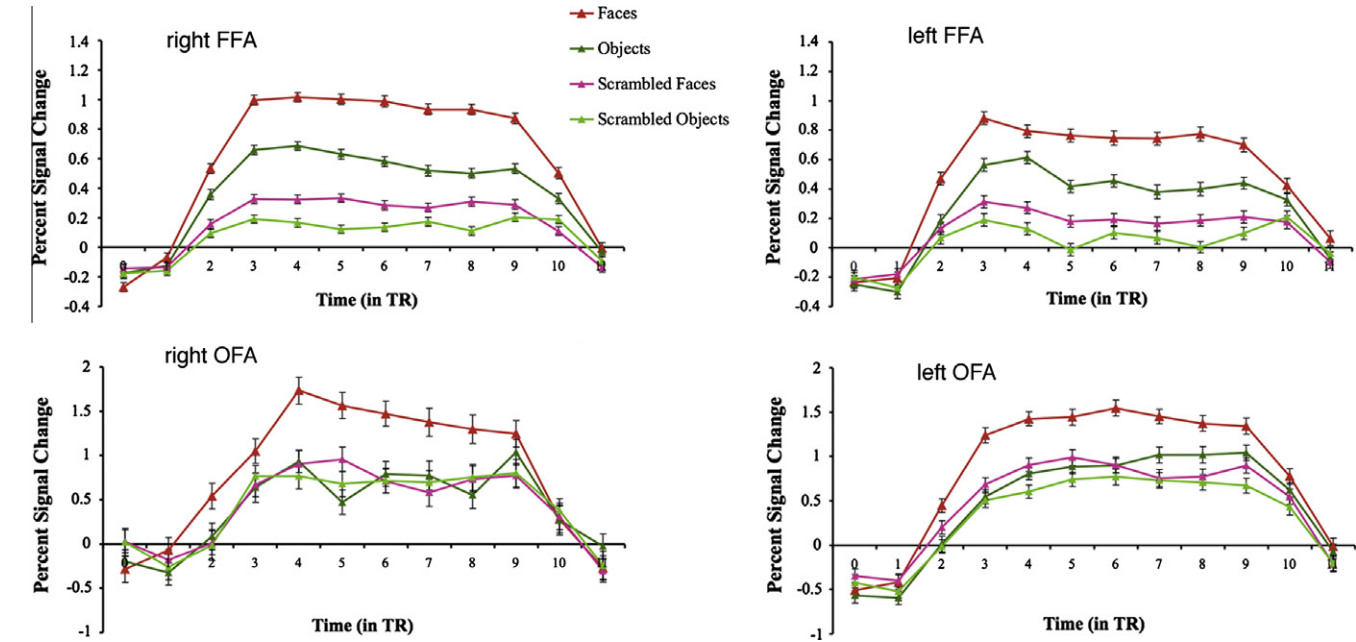 right FFA
Faces
Objects
Scrambled Faces
Scrambled Objects
Percent Signal Change
1.4
1.2
1
0.8
0.6
0.4
0.2
0
-0.2
-0.4
0 2 3 4 5 6 7 8 9 10
Time (in TR)
left FFA
Percent Signal Change
1.4
1.2
1
0.8
0.6
0.4
0.2
0
-0.2
-0.4
0 1 2 3 4 5 6 7 8 9 10 11
Time (in TR)
right OFA
Percent Signal Change
2
1.5
1
0.5
0
-0.5
-1
0 2 3 4 5 6 7 8 9 10
Time (in TR)
left OFA
Percent Signal Change
2
1.5
1
0.5
0
-0.5
-1
0 1 2 3 4 5 6 7 8 9 10 11
Time (in TR)